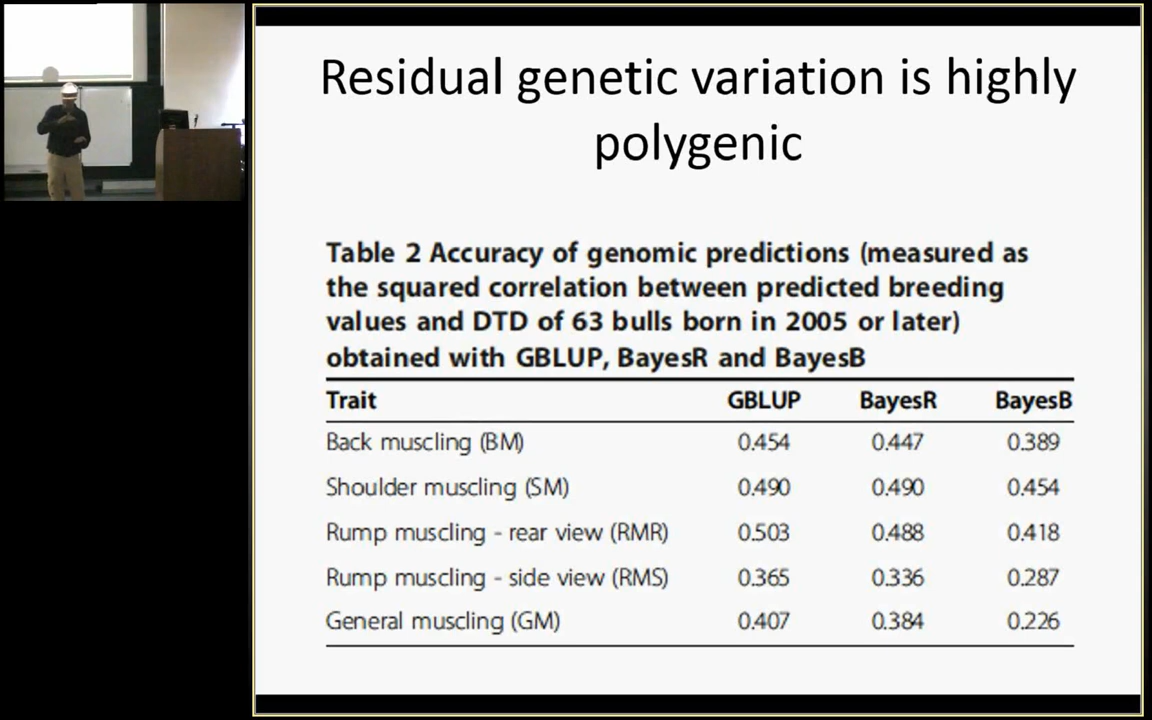 Residual genetic variation is highly
polygenic
Table 2 Accuracy of genomic predictions (measured as
the squared correlation between predicted breeding
values and DTD of 63 bulls born in 2005 or later)
obtained with GBLUP, BayesR and BayesB
Trait GBLUP BayesR BayesB
Back muscling (BM) 0.454 0.447 0.389
Shoulder muscling (SM) 0.490 0.490 0.454
Rump muscling - rear view (RMR) 0.503 0.488 0.418
Rump muscling - side view (RMS) 0.365 0.336 0.287
General muscling (GM) 0.407 0.384 0.226